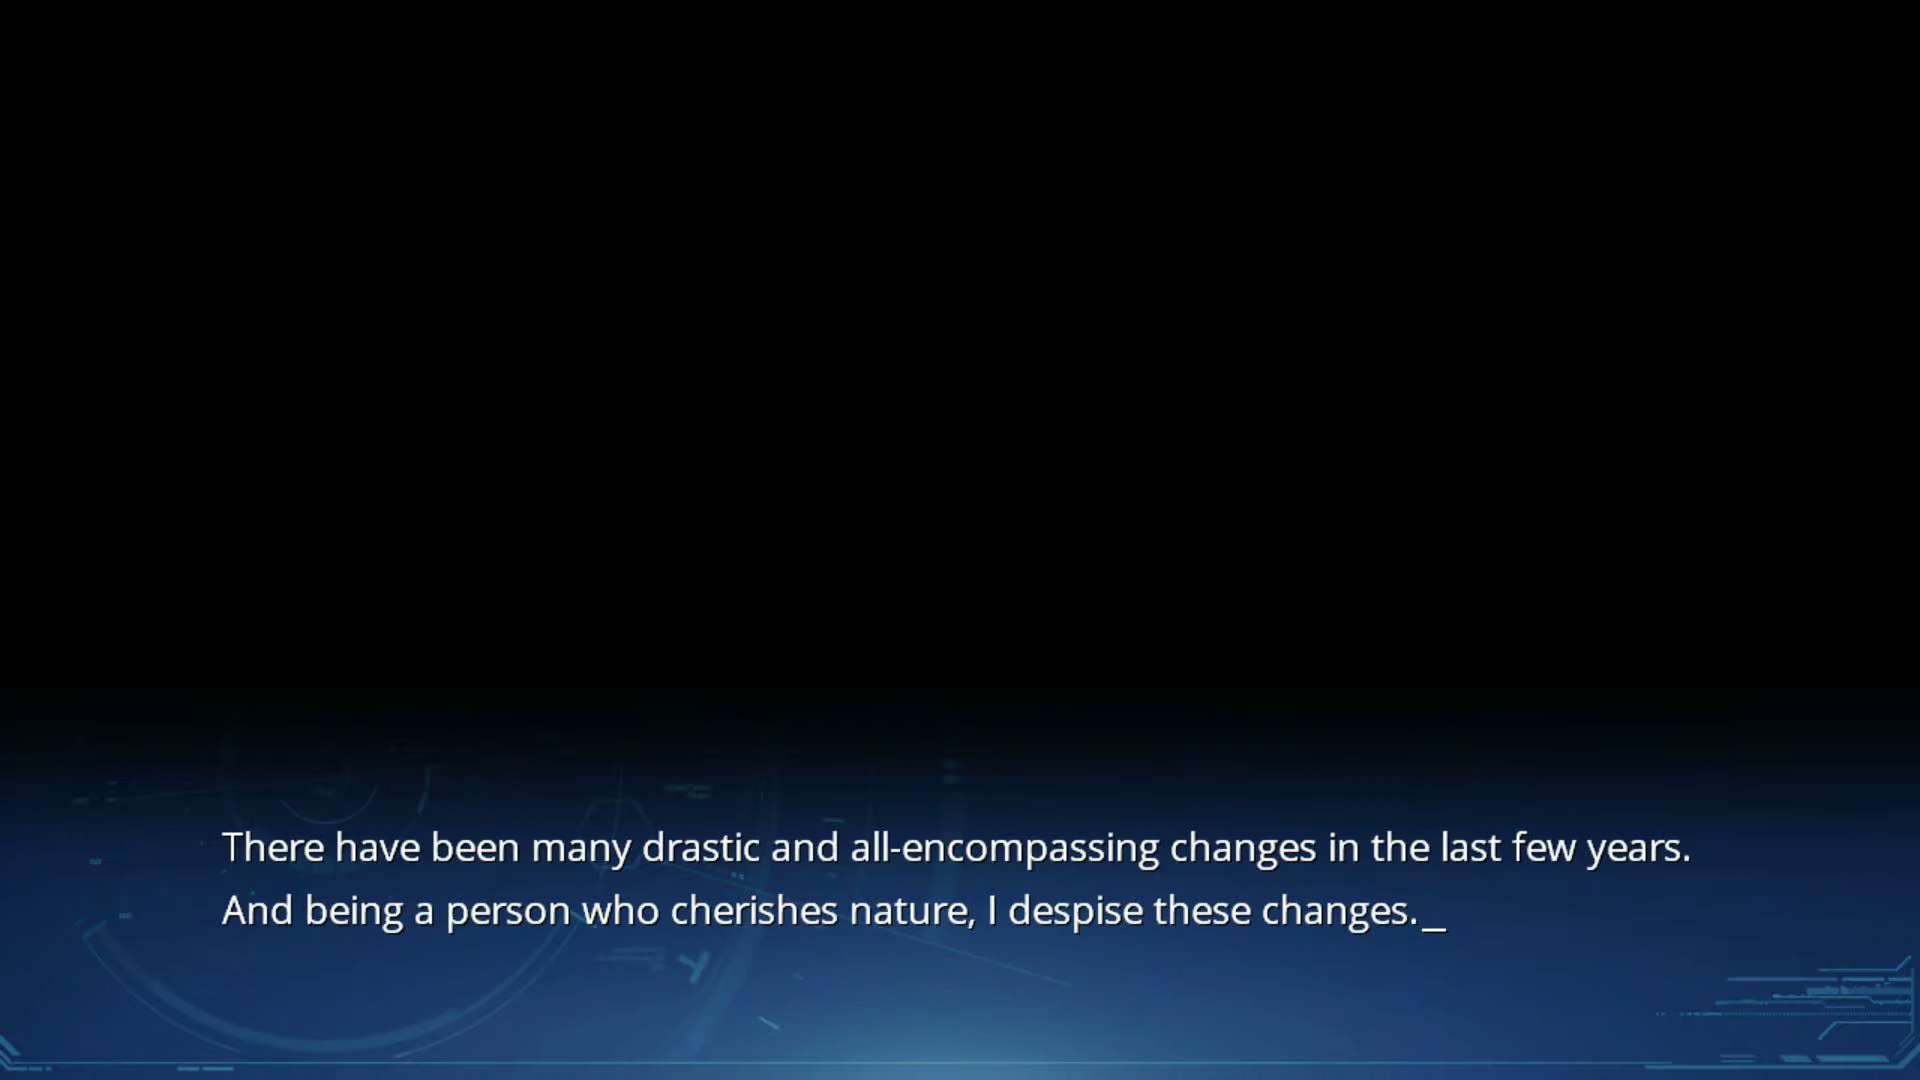 There have been many drastic and all-encompassing changes in the last few years.
And being a person who cherishes nature, I despise these changes._